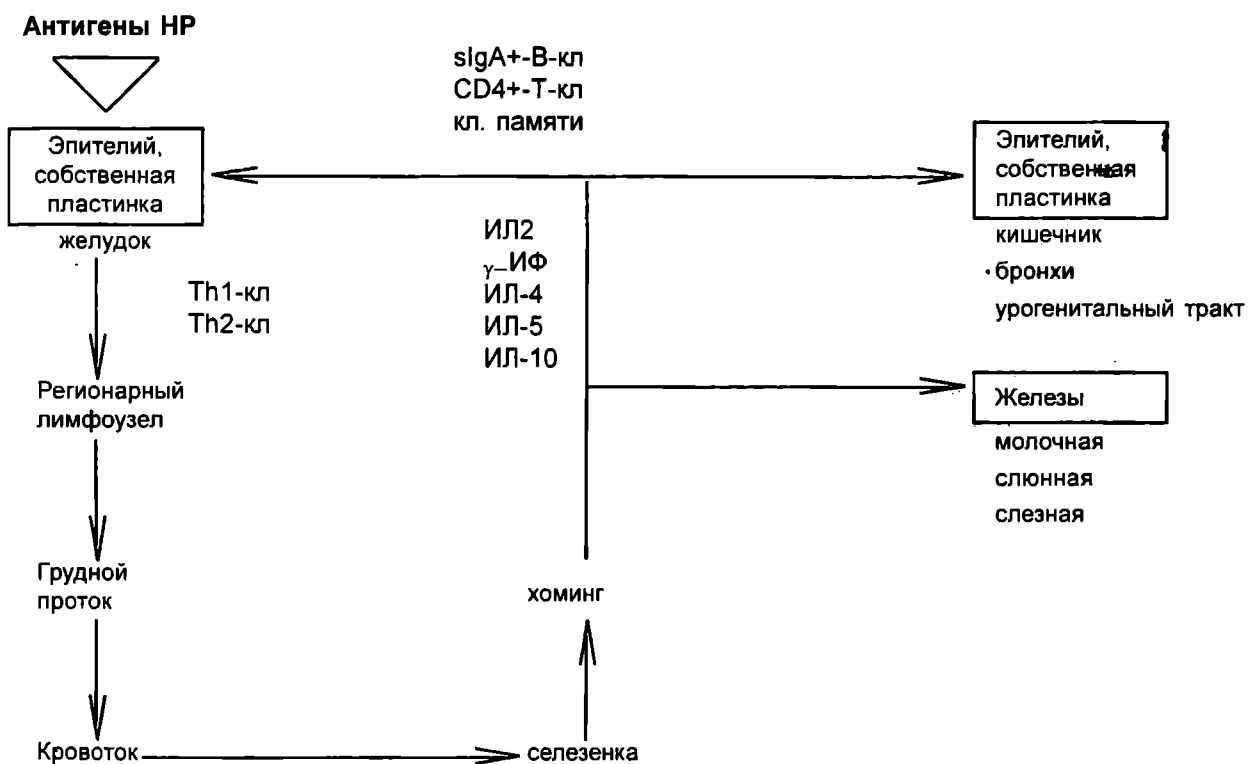 Антигены HP
sIgA+-В-кл
CD4+-Т-кл
кл. памяти
Эпителий,
собственная
пластинка
желудок
Эпителий,
собственная
пластинка
кишечник
бронхи
урогенитальный тракт
Th1-кл
Th2-кл
ИЛ2
γ–ИФ
ИЛ-4
ИЛ-5
ИЛ-10
Регионарный
лимфоузел
Железы
молочная
слюнная
слезная
Грудной
проток
хоминг
Кровоток
селезенка